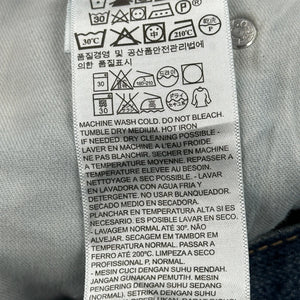 30
30°C 210℃
품질경영 및 공산품안전관리법에
의한 품질표시
30
MACHINE WASH COLD. DO NOT BLEACH.
TUMBLE DRY MEDIUM. HOT IRON
IF NEEDED. DRY CLEANING POSSIBLE -
LAVER EN MACHINE A L'EAU FROIDE
NE PAS BLANCHIR. SECHER EN MACHINE
A TEMPERATURE MOYENNE. REPASSER A
TEMPERATURE ELEVEE AU BESOIN.
NETTOYAGE A SEC POSSIBLE - LAVAR
EN LAVADORA CON AGUA FRIA Y
DETERGENTE. NO USAR BLANQUEADOR.
SECADO MEDIO EN SECADORA.
PLANCHAR EN TEMPERATURA ALTA SI ES
NECESARIO. ES POSIBLE LAVAR EN SECO.
LAVAGEM NORMAL ATÉ 30°. NÃO
ALVEJAR. SECAGEM EM TAMBOR EM
TEMPERATURA NORMAL. PASSAR A
FERRO ATÉ 200°C. LIMPEZA A SECO
PROFISSIONAL P, NORMAL.
MESIN CUCI DENGAN SUHU RENDAH.
JANGAN GUNAKAN PEMUTIH. KERINGKAN
DENGAN MESIN PADA SUHU SEDANG
NORMAL). SETRIKA DENGAN SUHU